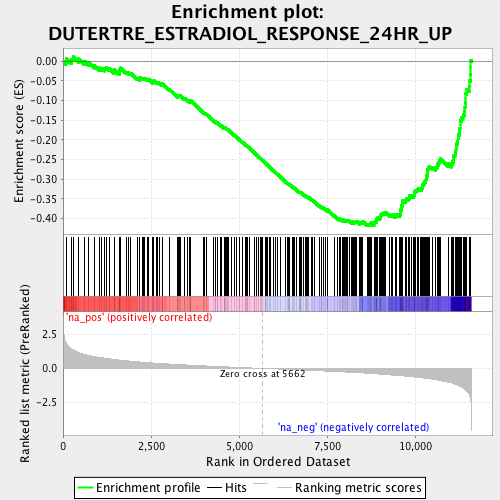 Enrichment plot:
DUTERTRE_ESTRADIOL_RESPONSE_24HR_UP
Enrichment score (ES)
0.00
-0.05
-0.10
-0.15
-0.20
-0.25
-0.30
-0.35
-0.40
'na_pos' (positively correlated)
Ranked list metric (PreRanked)
2.5
0.0
-2.5
Zero cross at 5662
'na_neg' (negatively correlated)
0
2,500
5,000
7,500
10,000
Rank in Ordered Dataset
Enrichment profile
Hits
Ranking metric scores